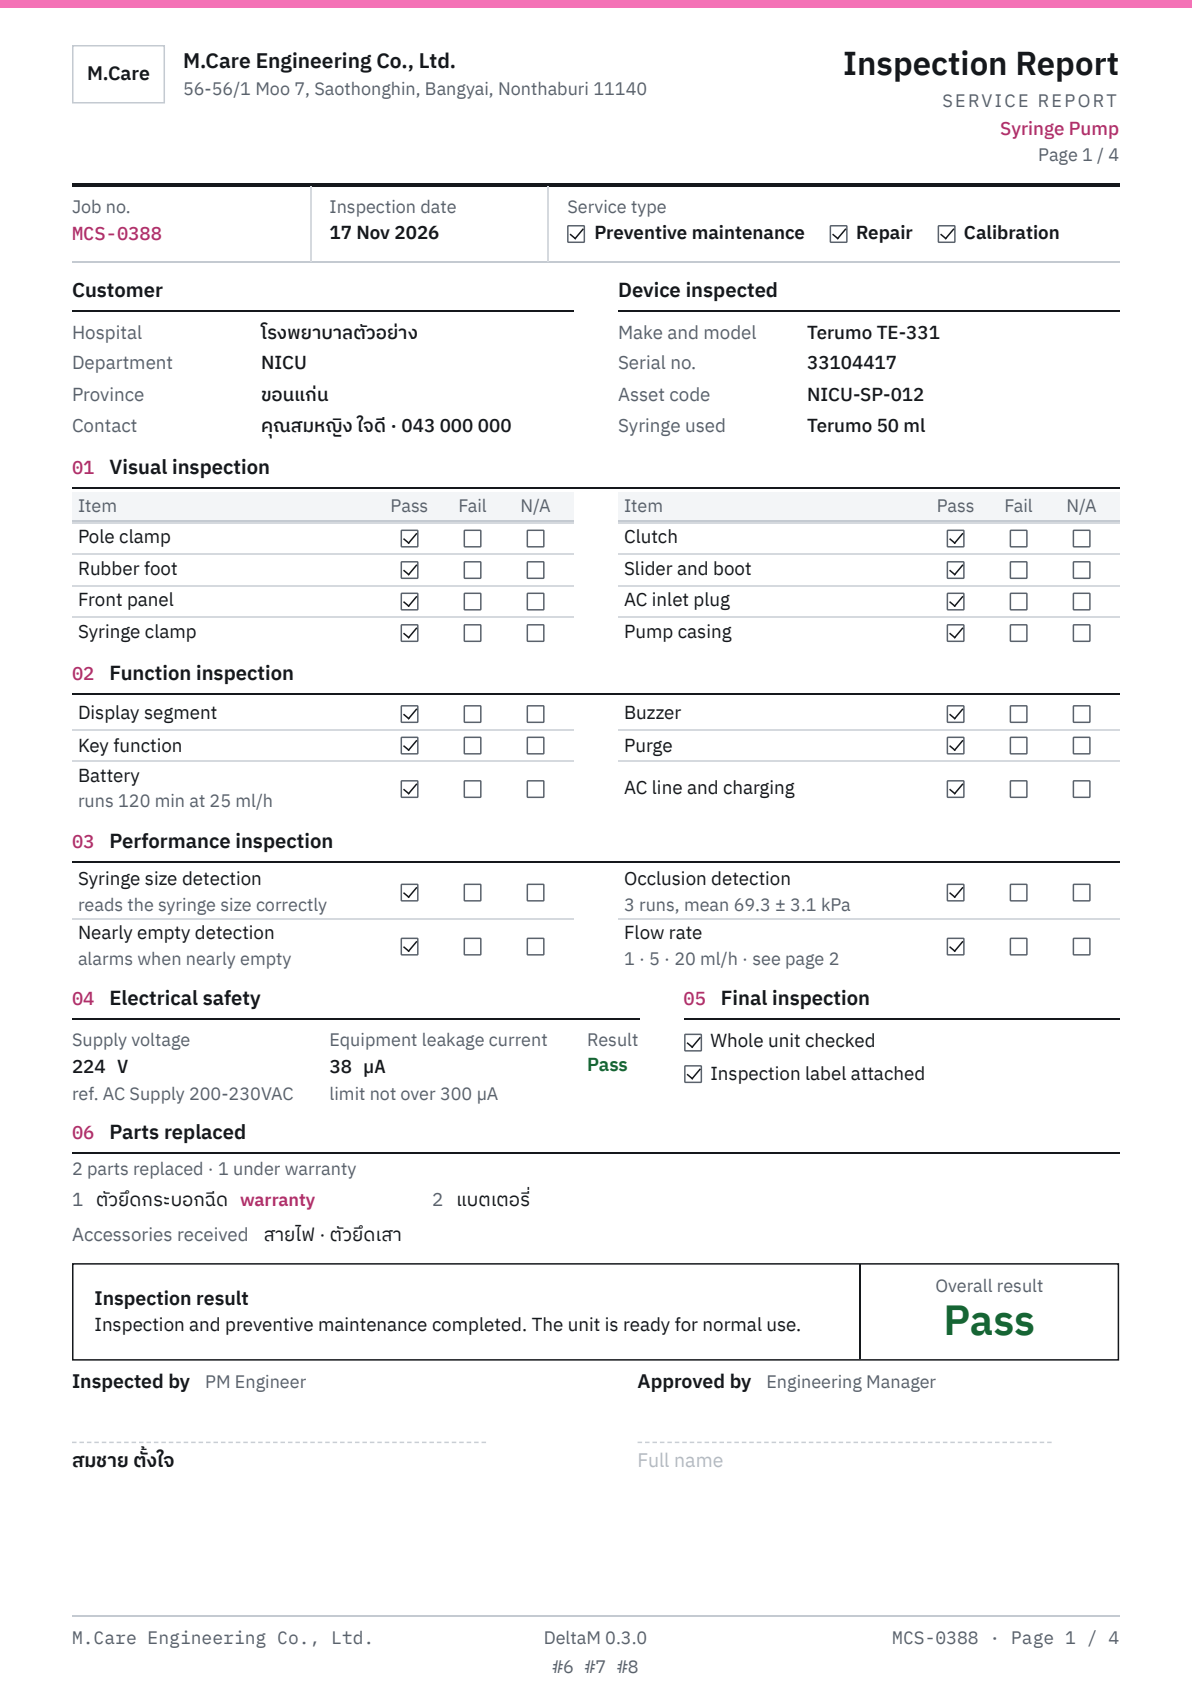 M.Care
M.Care Engineering Co., Ltd.
56-56/1 Moo 7, Saothonghin, Bangyai, Nonthaburi 11140
Inspection Report
SERVICE REPORT
Syringe Pump
Page 1 / 4
Job no.
MCS-0388
Inspection date
17 Nov 2026
Service type
Preventive maintenance Repair Calibration
Customer
Hospital โรงพยาบาลตัวอย่าง
Department NICU
Province ขอนแก่น
Contact คุณสมหญิง ใจดี · 043 000 000
Device inspected
Make and model Terumo TE-331
Serial no. 33104417
Asset code NICU-SP-012
Syringe used Terumo 50 ml
01 Visual inspection
Item Pass Fail N/A Item Pass Fail N/A
Pole clamp Clutch
Rubber foot Slider and boot
Front panel AC inlet plug
Syringe clamp Pump casing
02 Function inspection
Display segment Buzzer
Key function Purge
Battery
runs 120 min at 25 ml/h
AC line and charging
03 Performance inspection
Syringe size detection
reads the syringe size correctly
Occlusion detection
3 runs, mean 69.3 ± 3.1 kPa
Nearly empty detection
alarms when nearly empty
Flow rate
1 · 5 · 20 ml/h · see page 2
04 Electrical safety
Supply voltage Equipment leakage current Result
224 V 38 µA Pass
ref. AC Supply 200-230VAC limit not over 300 µA
05 Final inspection
Whole unit checked
Inspection label attached
06 Parts replaced
2 parts replaced · 1 under warranty
1 ตัวยึดกระบอกฉีด warranty 2 แบตเตอรี่
Accessories received สายไฟ · ตัวยึดเสา
Inspection result
Inspection and preventive maintenance completed. The unit is ready for normal use.
Overall result
Pass
Inspected by PM Engineer
สมชาย ตั้งใจ
Approved by Engineering Manager
Full name
M.Care Engineering Co., Ltd. DeltaM 0.3.0 MCS-0388 · Page 1 / 4
#6 #7 #8